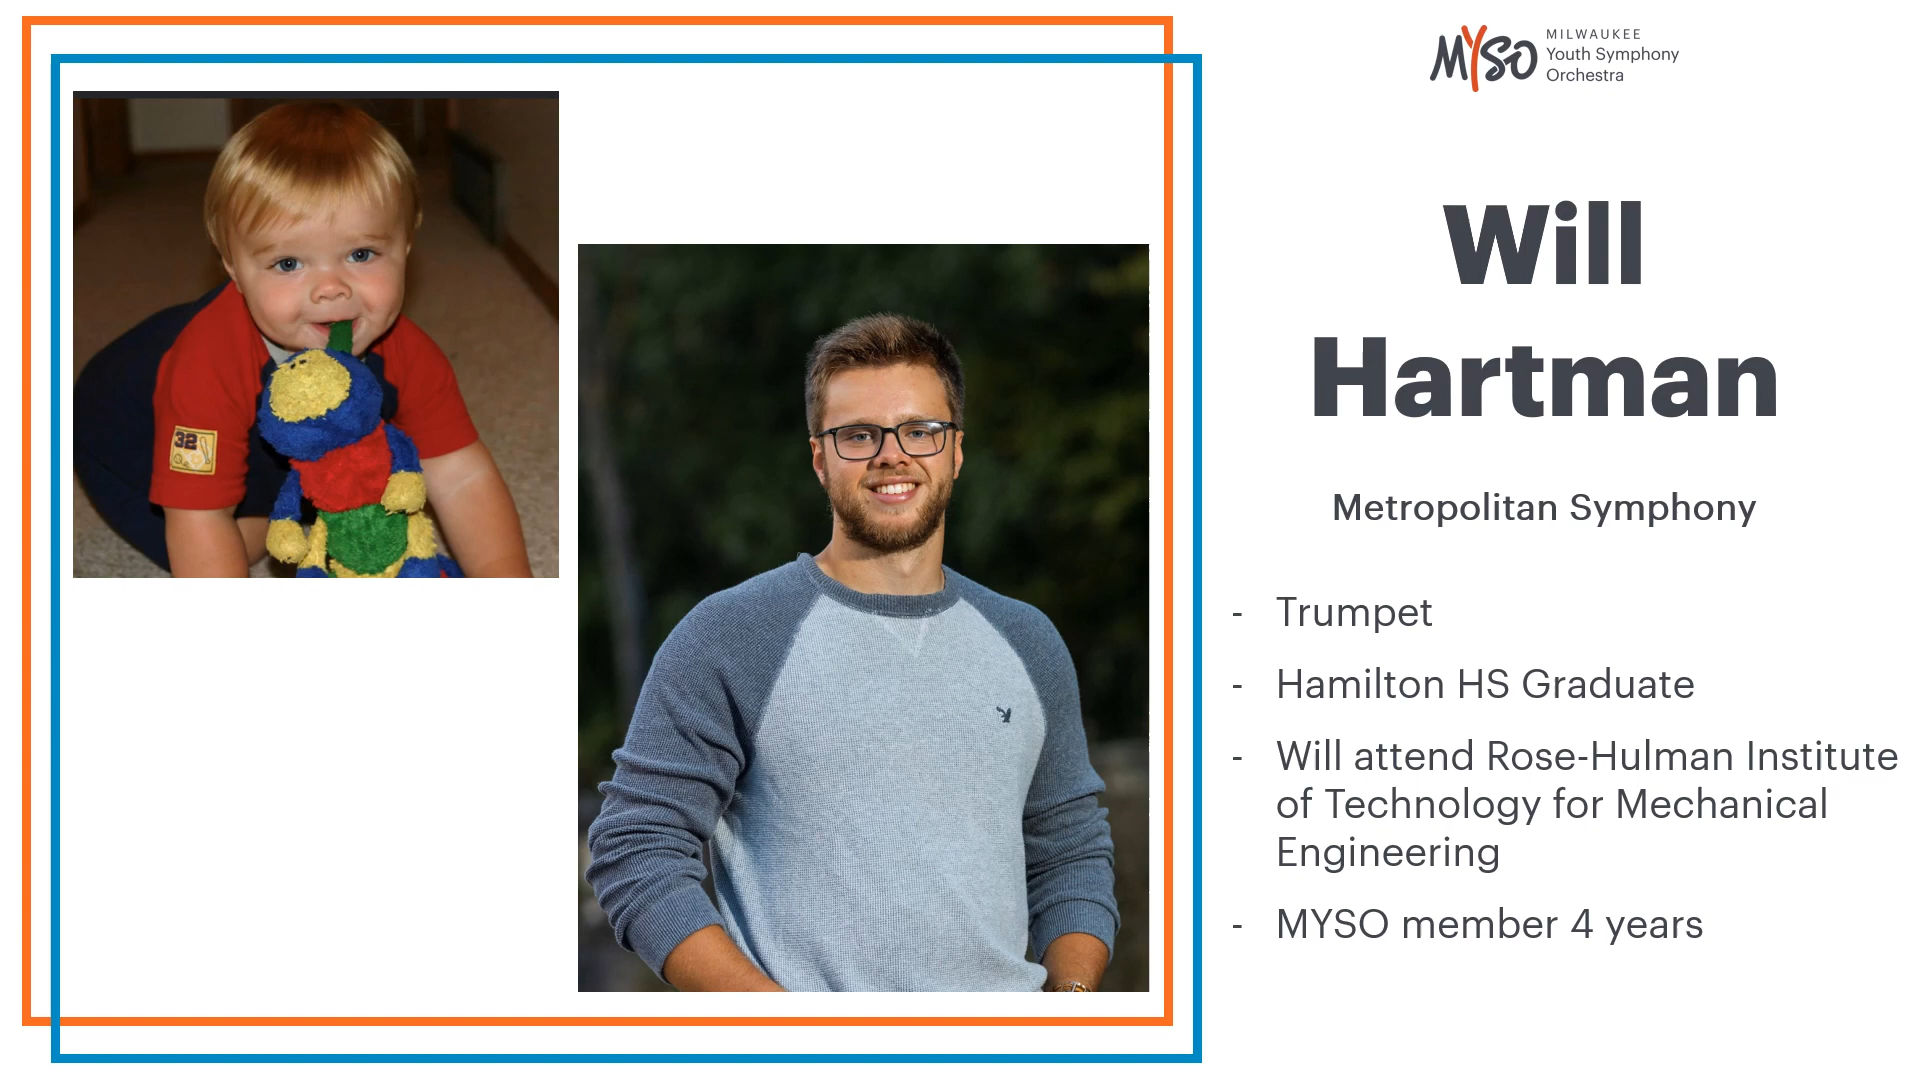 MYSO
MILWAUKEE
Youth Symphony
Orchestra
Will
Hartman
Metropolitan Symphony
- Trumpet
- Hamilton HS Graduate
- Will attend Rose-Hulman Institute
of Technology for Mechanical
Engineering
- MYSO member 4 years
32